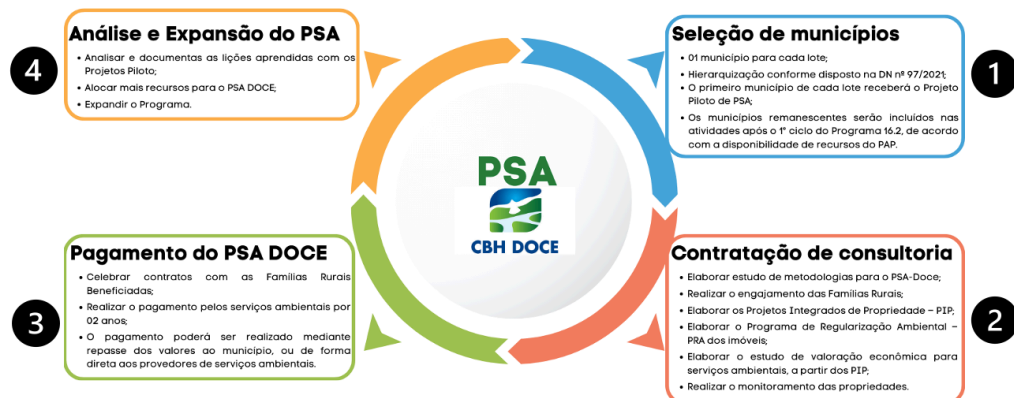 1
Seleção de municípios
• 01 município para cada lote;
• Hierarquização conforme disposto na DN nº 97/2021;
• O primeiro município de cada lote receberá o Projeto
Piloto de PSA;
• Os municípios remanescentes serão incluídos nas
atividades após o 1° ciclo do Programa 16.2, de acordo
com a disponibilidade de recursos do PAP.
2
Contratação de consultoria
• Elaborar estudo de metodologias para o PSA-Doce;
• Realizar o engajamento das Famílias Rurais;
• Elaborar os Projetos Integrados de Propriedade – PIP;
• Elaborar o Programa de Regularização Ambiental –
PRA dos imóveis;
• Elaborar o estudo de valoração econômica para
serviços ambientais, a partir dos PIP;
• Realizar o monitoramento das propriedades.
3
Pagamento do PSA DOCE
• Celebrar contratos com as Famílias Rurais
Beneficiadas;
• Realizar o pagamento pelos serviços ambientais por
02 anos;
• O pagamento poderá ser realizado mediante
repasse dos valores ao município, ou de forma
direta aos provedores de serviços ambientais.
4
Análise e Expansão do PSA
• Analisar e documentas as lições aprendidas com os
Projetos Piloto;
• Alocar mais recursos para o PSA DOCE;
• Expandir o Programa.
PSA
CBH DOCE